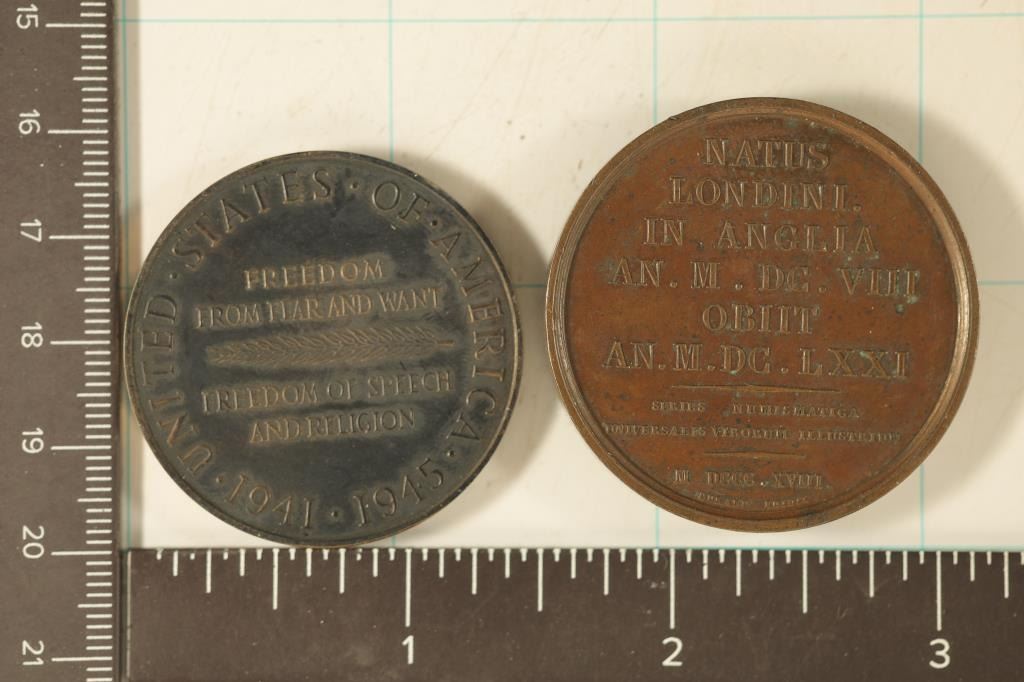 UNITED · STATES · OF · AMERICA ·
FREEDOM
FROM FEAR AND WANT
FREEDOM OF SPEECH
AND RELIGION
· 1941 · 1945 ·
NATUS
LONDINI.
IN . ANGLIA
AN. M . DC . VIII
OBIIT
AN. M. DC. LXXI
SERIES NUMISMATICA
UNIVERSALIS VIRORUM ILLUSTRIUM
M DCCC . XVIII.
15
16
17
18
19
20
21
1 2 3